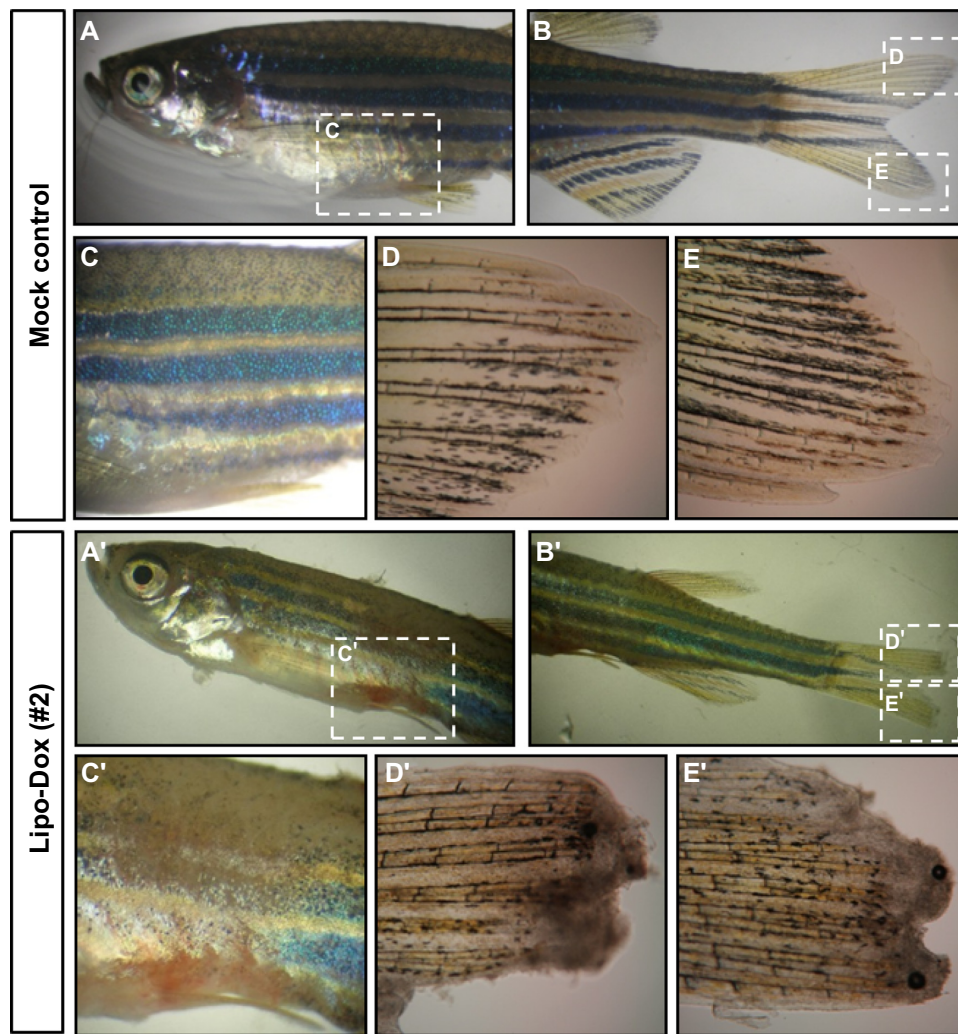 Mock control
A
C
B
D
E
C
D
E
Lipo-Dox (#2)
A'
C'
B'
D'
E'
C'
D'
E'